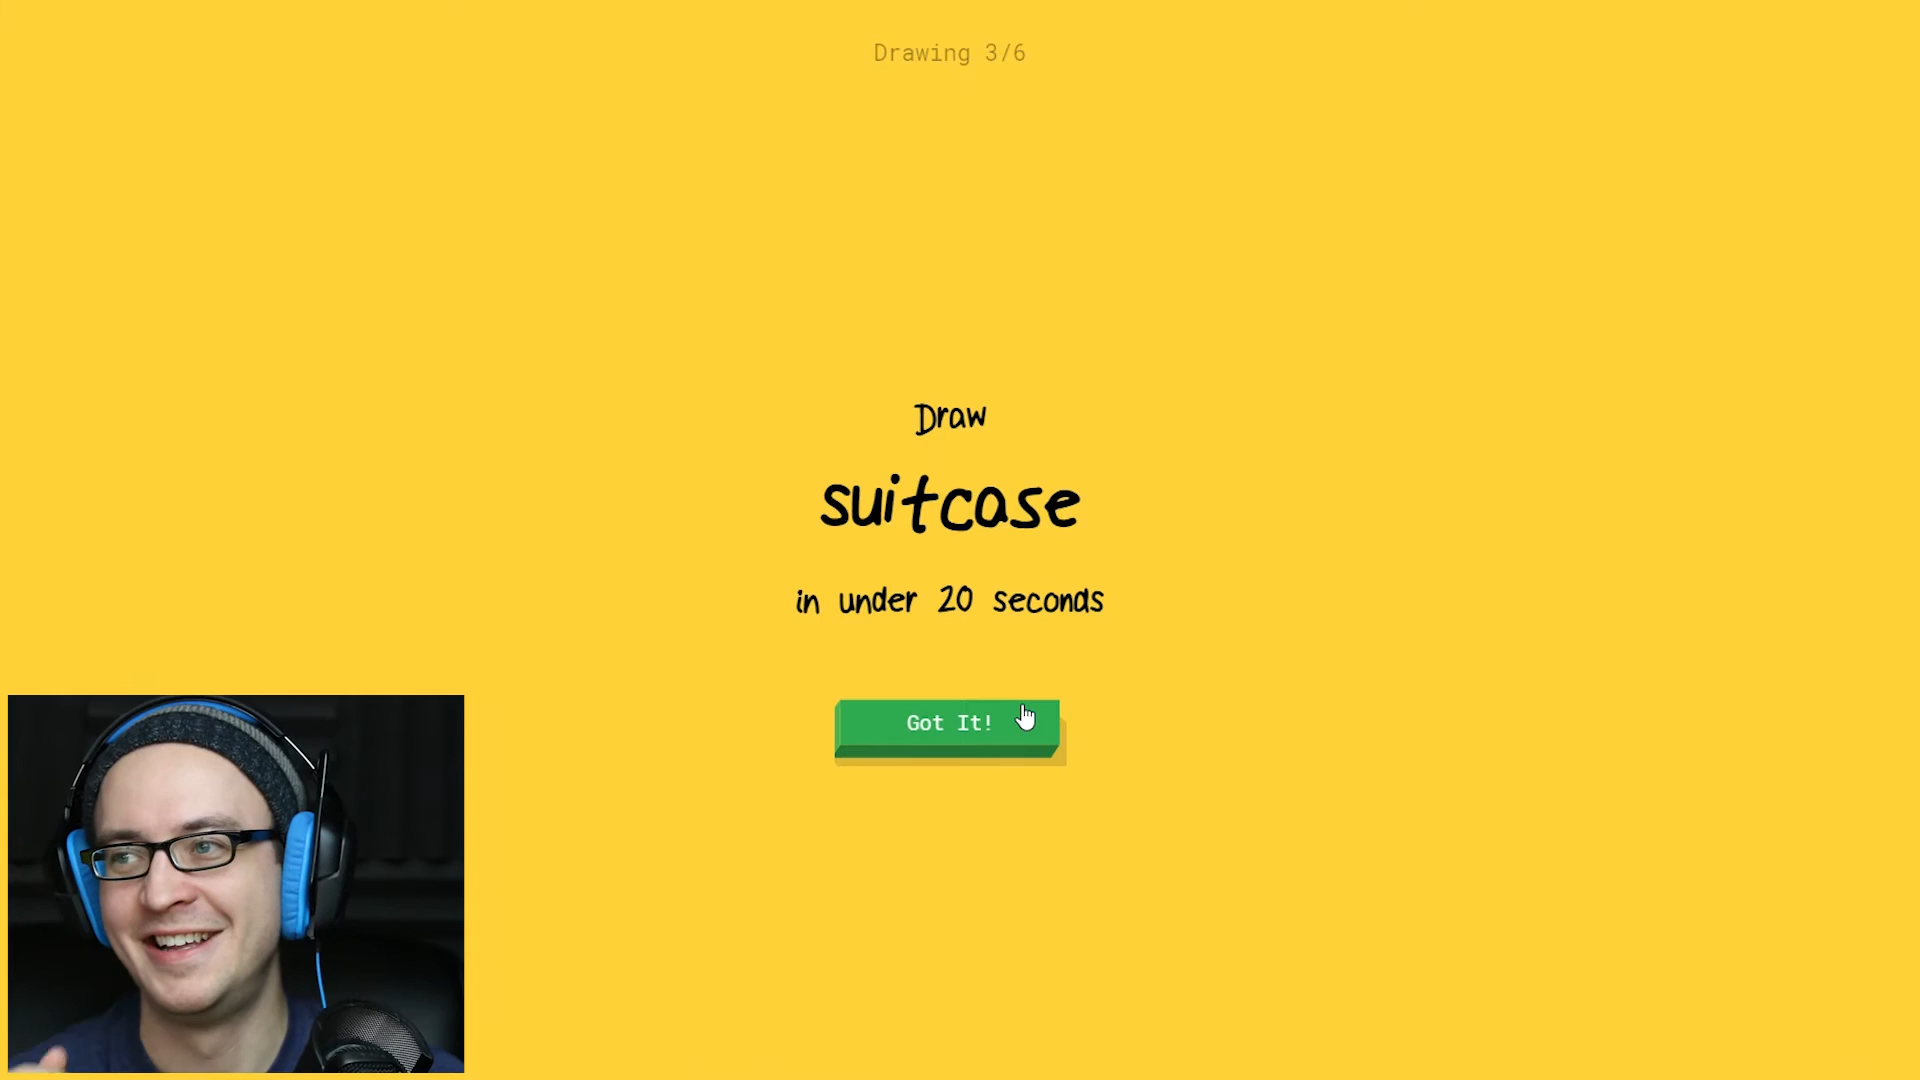 Drawing 3/6
Draw
suitcase
in under 20 seconds
Got It!